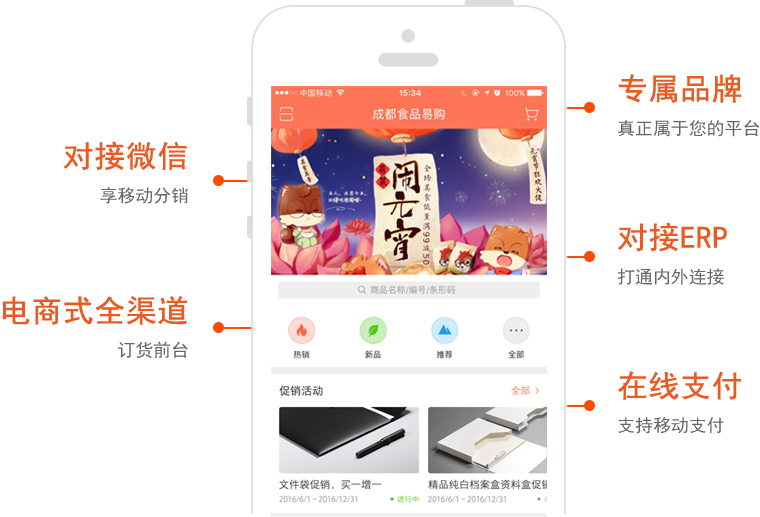 对接微信
享移动分销
电商式全渠道
订货前台
中国移动
15:34
100%
成都食品易购
闹元宵
全场美食低至满99减50
元宵节狂欢大促
商品名称/编号/条形码
热销
新品
推荐
全部
促销活动
全部
文件袋促销，买一增一
2016/6/1 – 2016/12/31
进行中
精品纯白档案盒资料盒促销
2016/6/1 – 2016/12/31
专属品牌
真正属于您的平台
对接ERP
打通内外连接
在线支付
支持移动支付